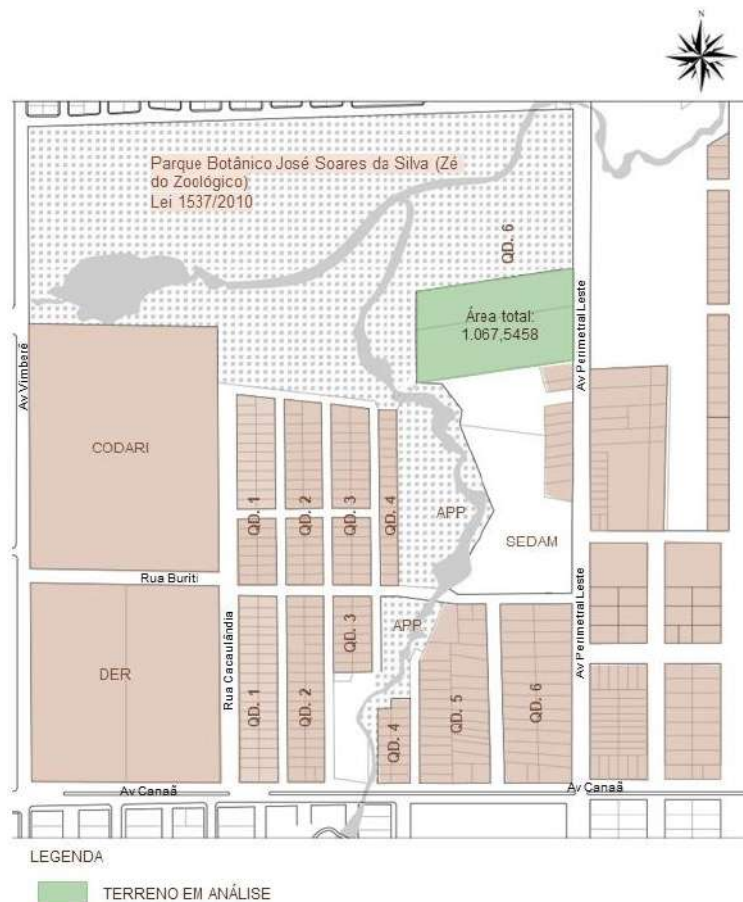 N
Parque Botânico José Soares da Silva (Zé
do Zoológico)
Lei 1537/2010
QD. 6
Área total:
1.067,5458
Av Perimetral Leste
Av Vimberê
CODARI
QD. 1
QD. 2
QD. 3
QD. 4
APP
SEDAM
Rua Buriti
Rua Cacaulândia
DER
QD. 1
QD. 2
QD. 3
APP
QD. 4
QD. 5
QD. 6
Av Perimetral Leste
Av Canaã
Av Canaã
LEGENDA
TERRENO EM ANÁLISE